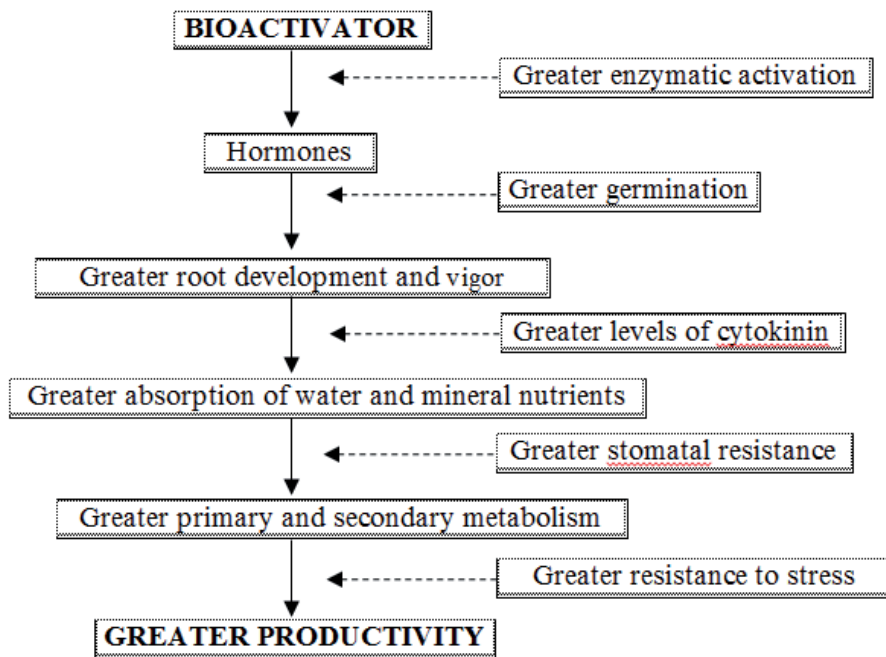 BIOACTIVATOR
Greater enzymatic activation
Hormones
Greater germination
Greater root development and vigor
Greater levels of cytokinin
Greater absorption of water and mineral nutrients
Greater stomatal resistance
Greater primary and secondary metabolism
Greater resistance to stress
GREATER PRODUCTIVITY